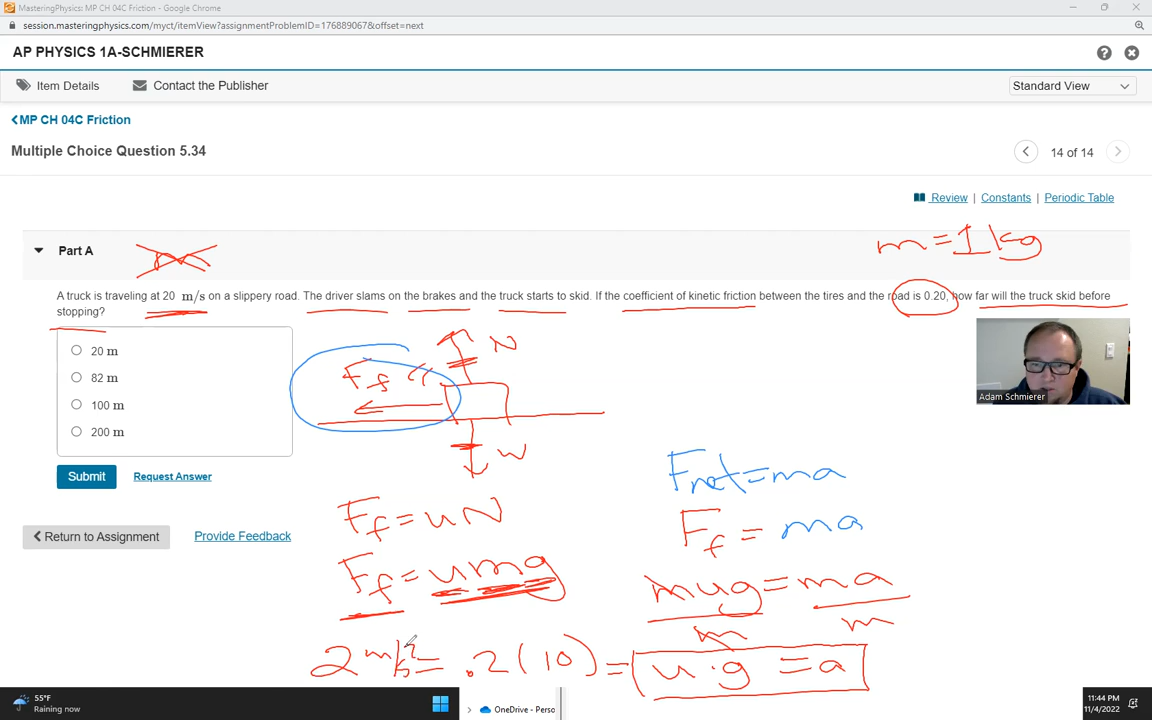 MasteringPhysics: MP CH 04C Friction - Google Chrome
session.masteringphysics.com/myct/itemView?assignmentProblemID=176889067&offset=next
AP PHYSICS 1A-SCHMIERER
Item Details
Contact the Publisher
Standard View
MP CH 04C Friction
Multiple Choice Question 5.34
14 of 14
Review | Constants | Periodic Table
m = 1 kg
Part A
m
A truck is traveling at 20 m/s on a slippery road. The driver slams on the brakes and the truck starts to skid. If the coefficient of kinetic friction between the tires and the road is 0.20, how far will the truck skid before
stopping?
20 m
82 m
100 m
200 m
N
Ff
W
Adam Schmierer
Submit
Request Answer
Fnet = ma
Ff = uN
Ff = ma
Return to Assignment
Provide Feedback
Ff = umg
mug = ma
m m
2 m/s² = .2(10) = u·g = a
55°F
Raining now
OneDrive - Perso
11:44 PM
11/4/2022